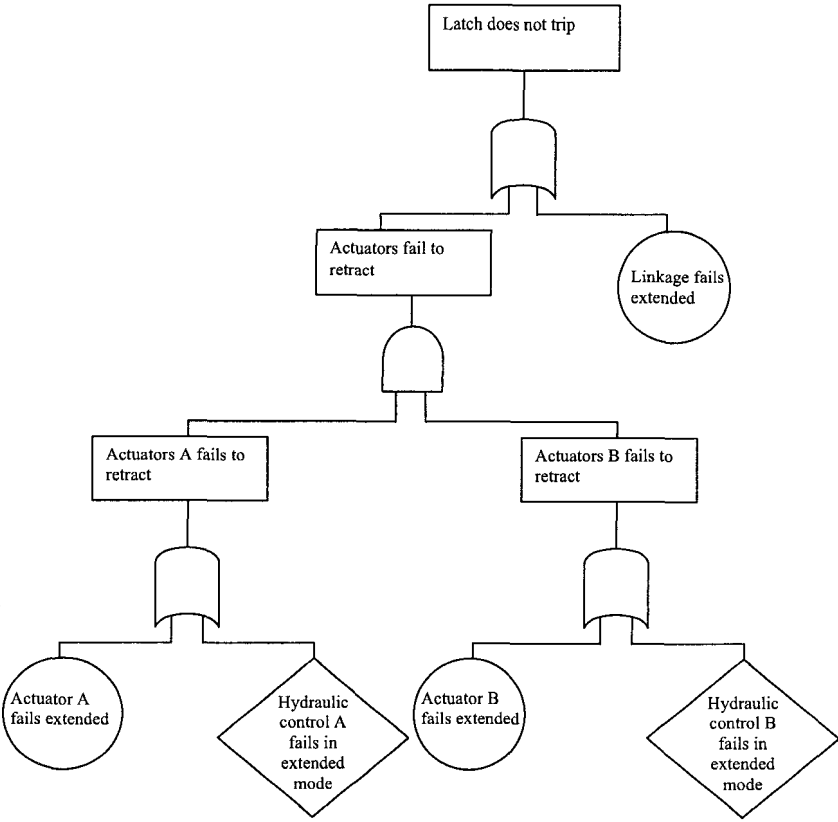 Latch does not trip
Actuators fail to
retract
Linkage fails
extended
Actuators A fails to
retract
Actuators B fails to
retract
Actuator A
fails extended
Hydraulic
control A
fails in
extended
mode
Actuator B
fails extended
Hydraulic
control B
fails in
extended
mode